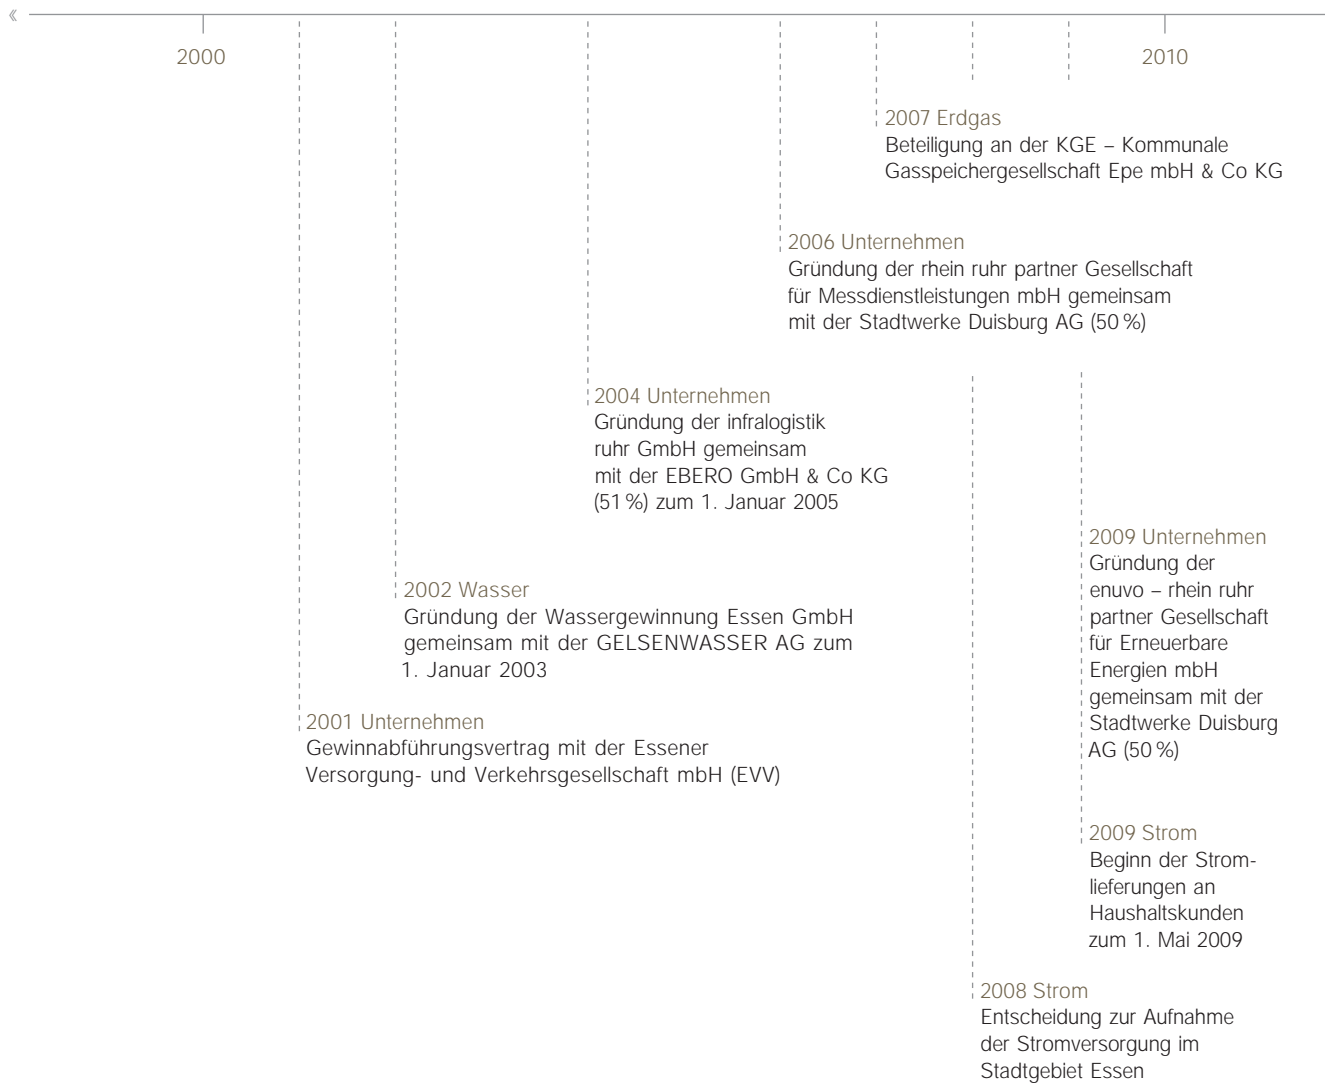 《
2000
2010
2007 Erdgas
Beteiligung an der KGE – Kommunale
Gasspeichergesellschaft Epe mbH & Co KG
2006 Unternehmen
Gründung der rhein ruhr partner Gesellschaft
für Messdienstleistungen mbH gemeinsam
mit der Stadtwerke Duisburg AG (50 %)
2004 Unternehmen
Gründung der infralogistik
ruhr GmbH gemeinsam
mit der EBERO GmbH & Co KG
(51 %) zum 1. Januar 2005
2009 Unternehmen
Gründung der
enuvo – rhein ruhr
partner Gesellschaft
für Erneuerbare
Energien mbH
gemeinsam mit der
Stadtwerke Duisburg
AG (50 %)
2002 Wasser
Gründung der Wassergewinnung Essen GmbH
gemeinsam mit der GELSENWASSER AG zum
1. Januar 2003
2001 Unternehmen
Gewinnabführungsvertrag mit der Essener
Versorgung- und Verkehrsgesellschaft mbH (EVV)
2009 Strom
Beginn der Strom-
lieferungen an
Haushaltskunden
zum 1. Mai 2009
2008 Strom
Entscheidung zur Aufnahme
der Stromversorgung im
Stadtgebiet Essen